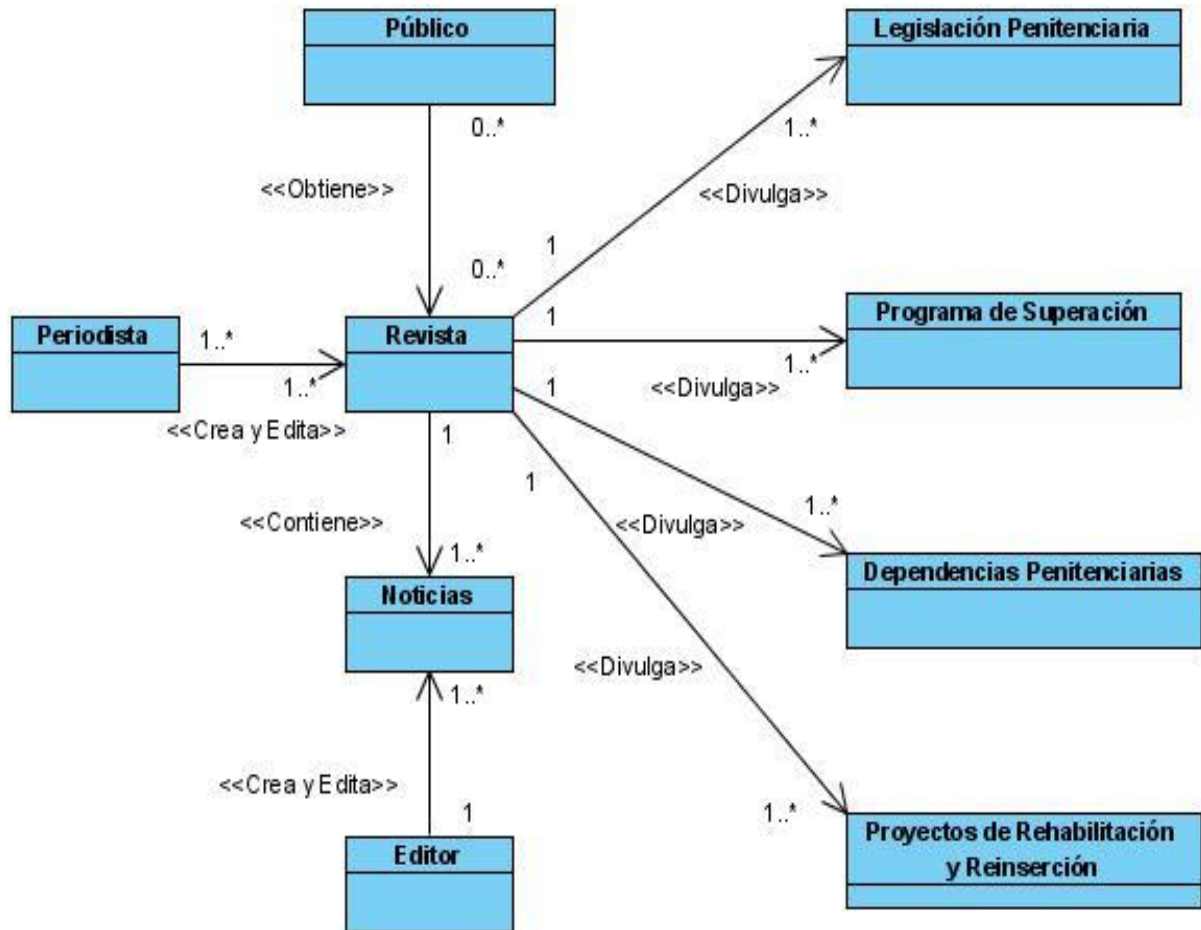 Público
Legislación Penitenciaria
0..*
1..*
<<Obtiene>>
<<Divulga>>
1
0..*
Programa de Superación
Periodista
Revista
1
1..*
1..*
1..*
<<Divulga>>
1
<<Crea y Edita>>
1
1
1..*
<<Contiene>>
<<Divulga>>
1..*
Dependencias Penitenciarias
Noticias
<<Divulga>>
1..*
<<Crea y Edita>>
1
1..*
Proyectos de Rehabilitación
y Reinserción
Editor